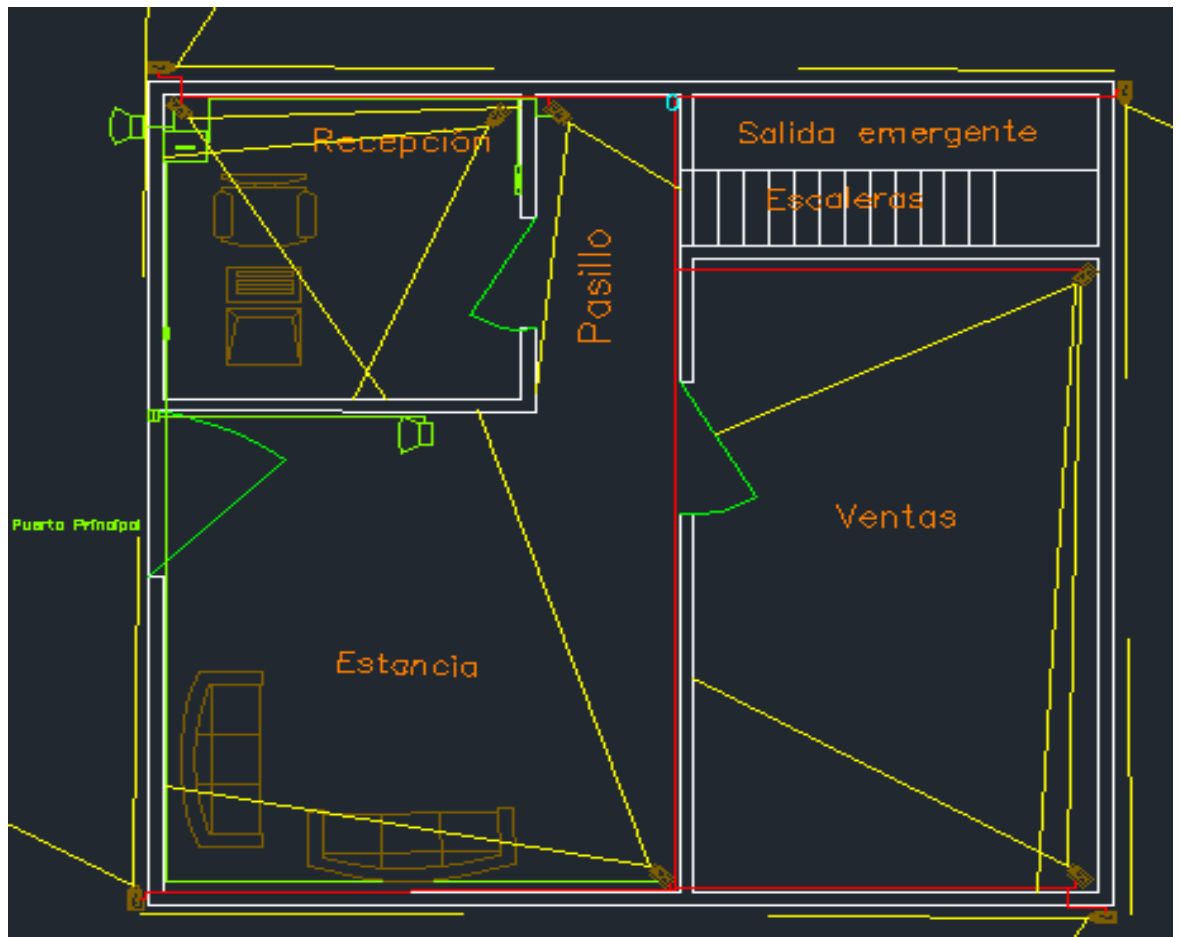 Recepción
Salida emergente
Escaleras
Pasillo
Puerta Principal
Ventas
Estancia